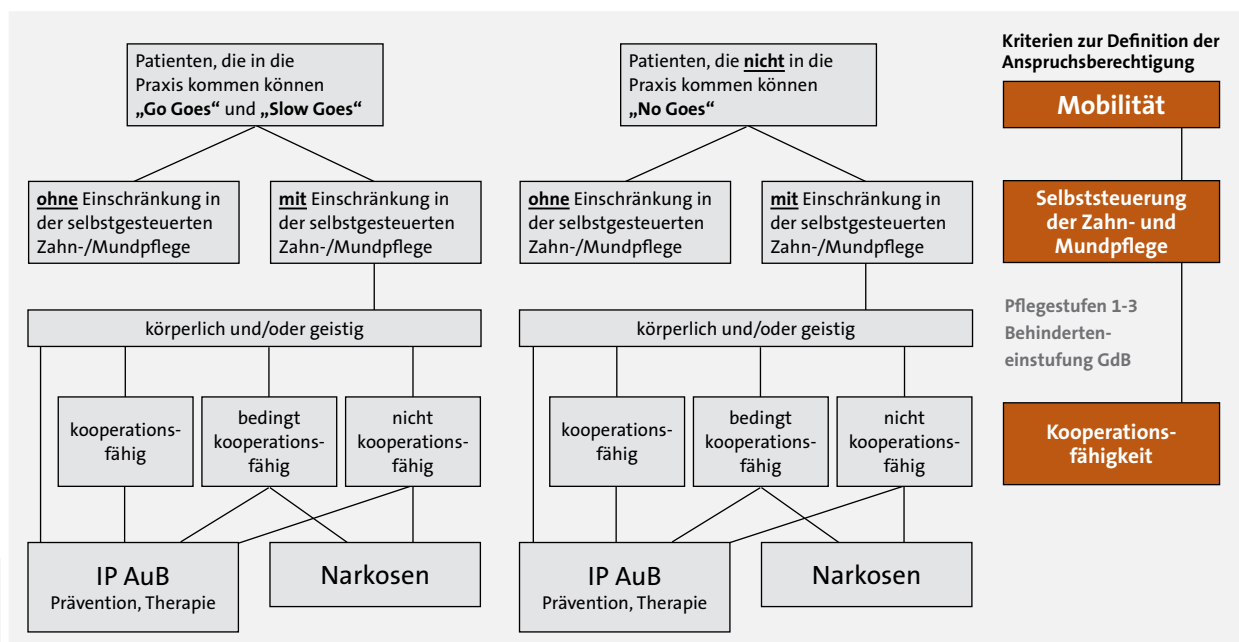 Patienten, die in die
Praxis kommen können
„Go Goes“ und „Slow Goes“
ohne Einschränkung in
der selbstgesteuerten
Zahn-/Mundpflege
mit Einschränkung in
der selbstgesteuerten
Zahn-/Mundpflege
körperlich und/oder geistig
kooperations-
fähig
bedingt
kooperations-
fähig
nicht
kooperations-
fähig
IP AuB
Prävention, Therapie
Narkosen
Patienten, die nicht in die
Praxis kommen können
„No Goes“
ohne Einschränkung in
der selbstgesteuerten
Zahn-/Mundpflege
mit Einschränkung in
der selbstgesteuerten
Zahn-/Mundpflege
körperlich und/oder geistig
kooperations-
fähig
bedingt
kooperations-
fähig
nicht
kooperations-
fähig
IP AuB
Prävention, Therapie
Narkosen
Kriterien zur Definition der
Anspruchsberechtigung
Mobilität
Selbststeuerung
der Zahn- und
Mundpflege
Pflegestufen 1-3
Behinderten-
einstufung GdB
Kooperations-
fähigkeit